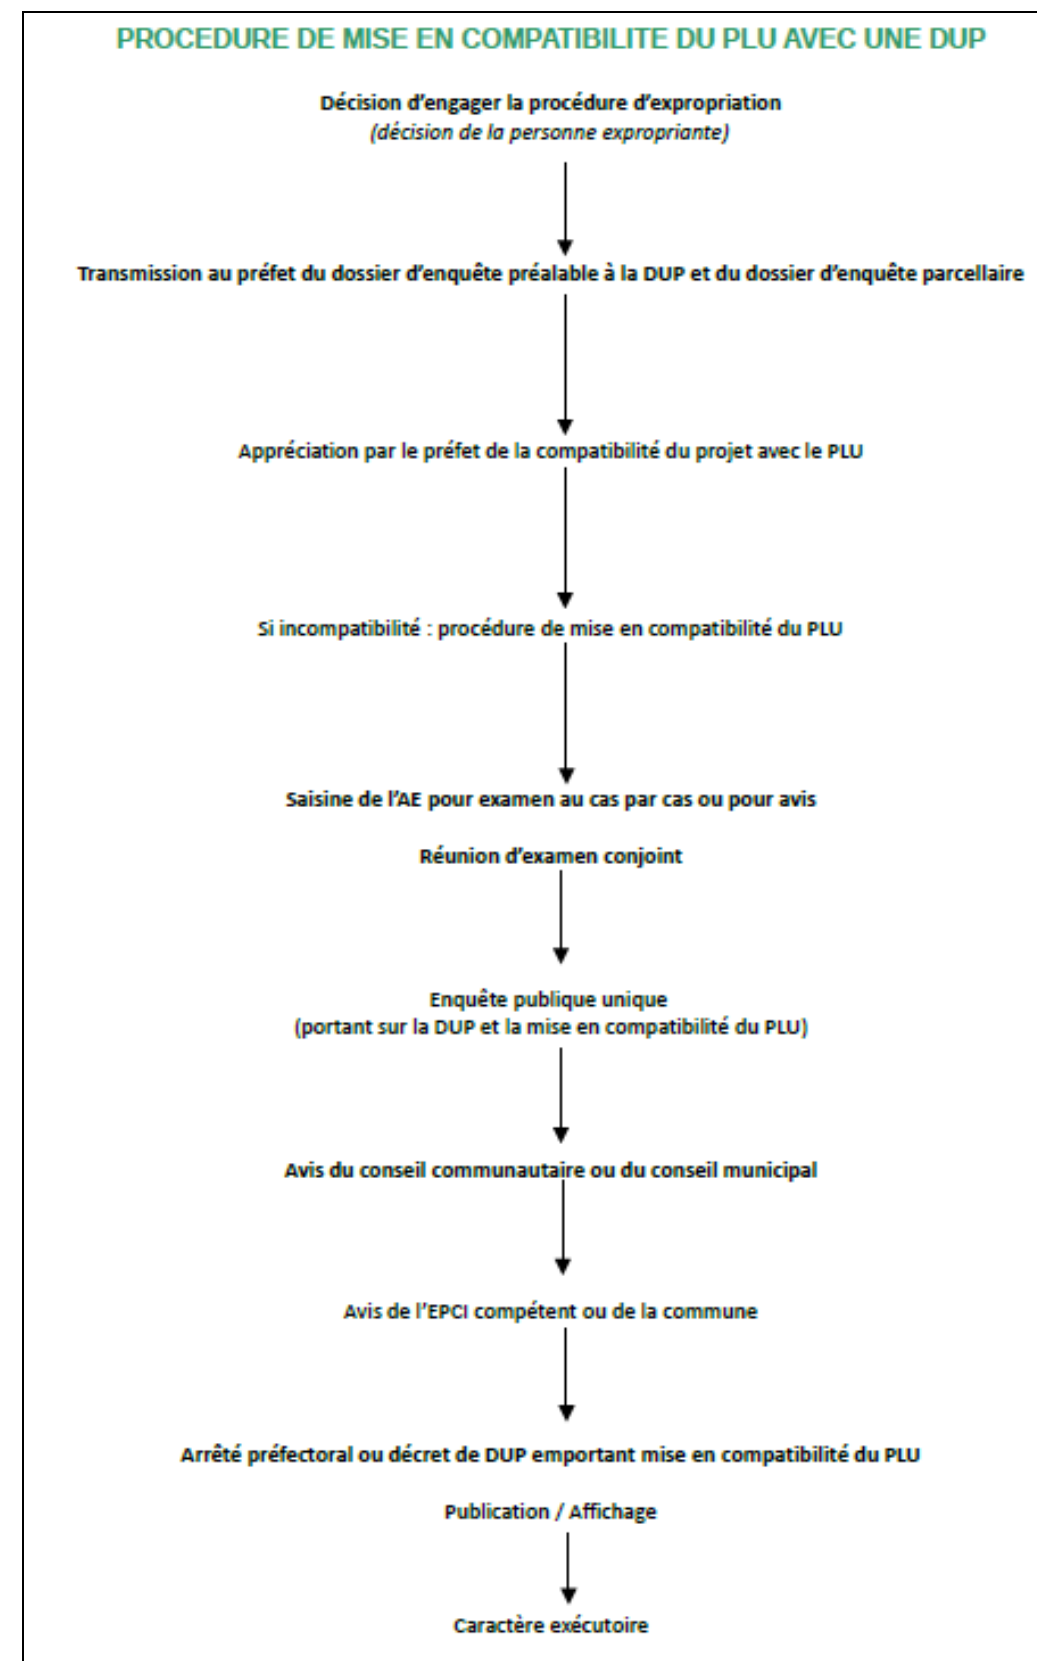 PROCEDURE DE MISE EN COMPATIBILITE DU PLU AVEC UNE DUP
Décision d'engager la procédure d'expropriation
(décision de la personne expropriante)
Transmission au préfet du dossier d'enquête préalable à la DUP et du dossier d'enquête parcellaire
Appréciation par le préfet de la compatibilité du projet avec le PLU
Si incompatibilité : procédure de mise en compatibilité du PLU
Saisine de l'AE pour examen au cas par cas ou pour avis
Réunion d'examen conjoint
Enquête publique unique
(portant sur la DUP et la mise en compatibilité du PLU)
Avis du conseil communautaire ou du conseil municipal
Avis de l'EPCI compétent ou de la commune
Arrêté préfectoral ou décret de DUP emportant mise en compatibilité du PLU
Publication / Affichage
Caractère exécutoire